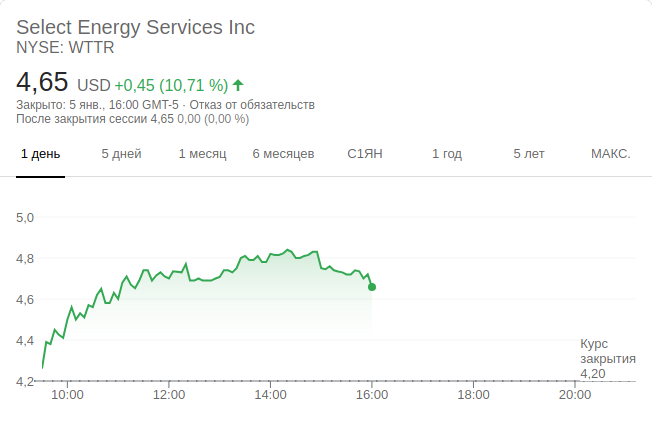 Select Energy Services Inc
NYSE: WTTR
4,65 USD +0,45 (10,71 %)
Закрыто: 5 янв., 16:00 GMT-5 · Отказ от обязательств
После закрытия сессии 4,65 0,00 (0,00 %)
1 день 5 дней 1 месяц 6 месяцев С1ЯН 1 год 5 лет МАКС.
5,0
4,8
4,6
4,4
Курс
закрытия
4,20
4,2
10:00 12:00 14:00 16:00 18:00 20:00